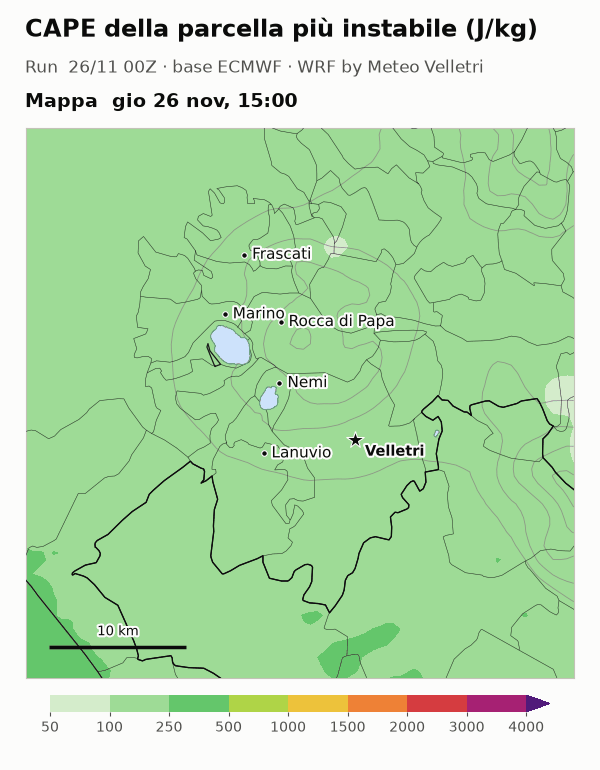 CAPE della parcella più instabile (J/kg)
Run  26/11 00Z · base ECMWF · WRF by Meteo Velletri
Mappa  gio 26 nov, 15:00
Frascati
Marino
Rocca di Papa
Nemi
Velletri
Lanuvio
10 km
50 100 250 500 1000 1500 2000 3000 4000